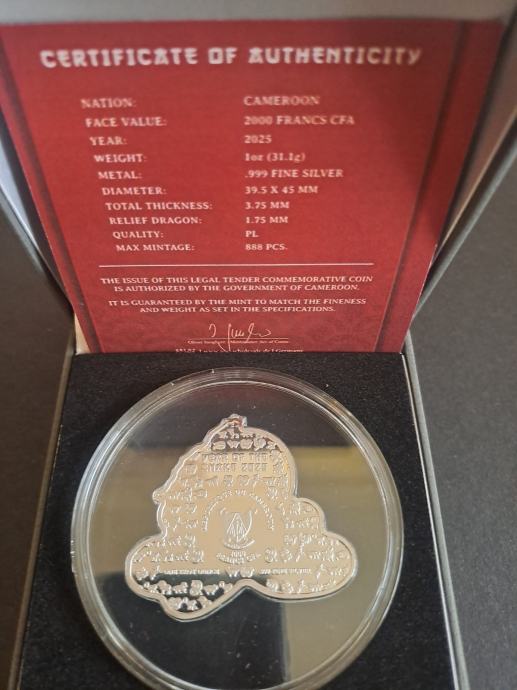 CERTIFICATE OF AUTHENTICITY
NATION: CAMEROON
FACE VALUE: 2000 FRANCS CFA
YEAR: 2025
WEIGHT: 1oz (31.1g)
METAL: .999 FINE SILVER
DIAMETER: 39.5 X 45 MM
TOTAL THICKNESS: 3.75 MM
RELIEF DRAGON: 1.75 MM
QUALITY: PL
MAX MINTAGE: 888 PCS.
THE ISSUE OF THIS LEGAL TENDER COMMEMORATIVE COIN
IS AUTHORIZED BY THE GOVERNMENT OF CAMEROON.
IT IS GUARANTEED BY THE MINT TO MATCH THE FINENESS
AND WEIGHT AS SET IN THE SPECIFICATIONS.
YEAR OF THE
SNAKE 2025